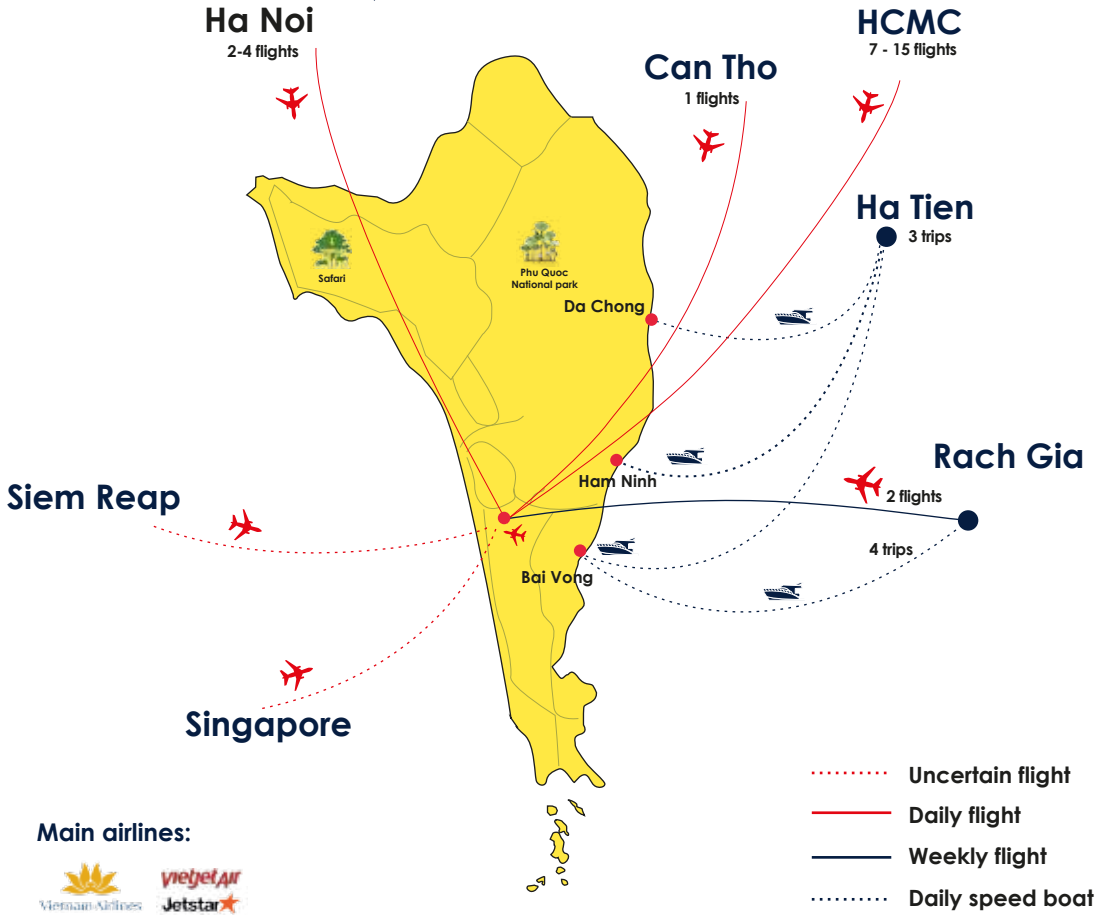 Ha Noi
2-4 flights
HCMC
7 - 15 flights
Can Tho
1 flights
Ha Tien
3 trips
Safari
Phu Quoc
National park
Da Chong
Rach Gia
2 flights
Ham Ninh
Siem Reap
4 trips
Bai Vong
Singapore
Uncertain flight
Daily flight
Weekly flight
Daily speed boat
Main airlines:
Vietnam Airlines
vietjetAir
Jetstar